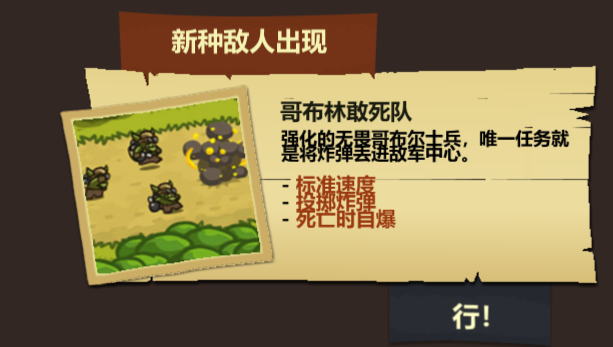 新种敌人出现
哥布林敢死队
强化的无畏哥布尔士兵，唯一任务就
是将炸弹丢进敌军中心。
- 标准速度
- 投掷炸弹
- 死亡时自爆
行!